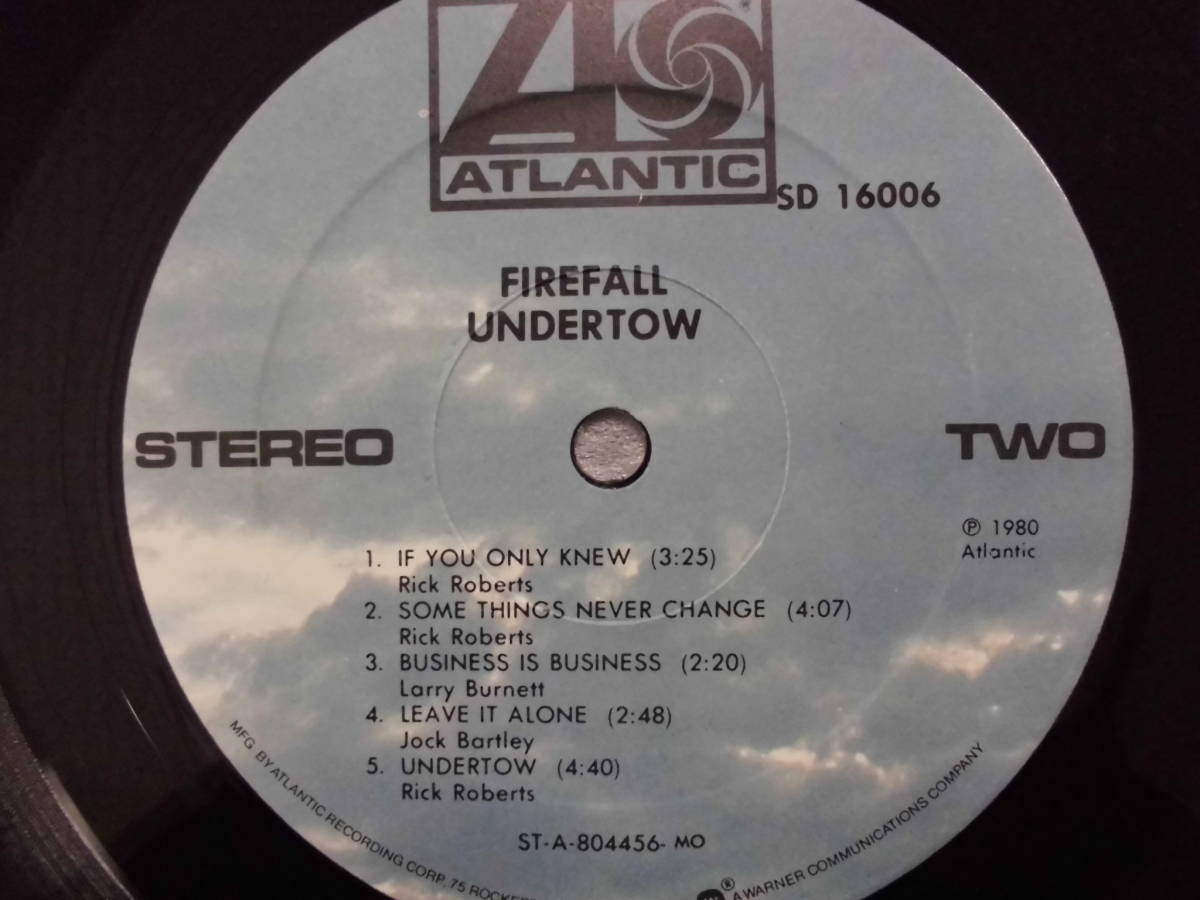 ATLANTIC
SD 16006
FIREFALL
UNDERTOW
STEREO
TWO
℗ 1980
Atlantic
1. IF YOU ONLY KNEW (3:25)
Rick Roberts
2. SOME THINGS NEVER CHANGE (4:07)
Rick Roberts
3. BUSINESS IS BUSINESS (2:20)
Larry Burnett
4. LEAVE IT ALONE (2:48)
Jock Bartley
5. UNDERTOW (4:40)
Rick Roberts
ST-A-804456- MO
MFG BY ATLANTIC RECORDING CORP. 75
® A WARNER COMMUNICATIONS COMPANY